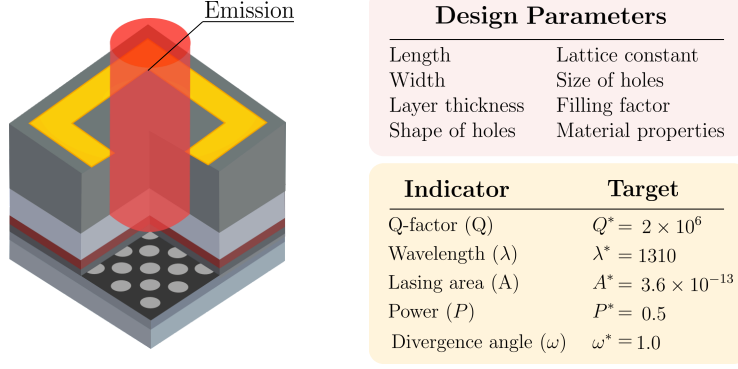 Emission
Design Parameters
Length Lattice constant
Width Size of holes
Layer thickness Filling factor
Shape of holes Material properties
Indicator Target
Q-factor (Q) Q* = 2 × 10⁶
Wavelength (λ) λ* = 1310
Lasing area (A) A* = 3.6 × 10⁻¹³
Power (P) P* = 0.5
Divergence angle (ω) ω* = 1.0